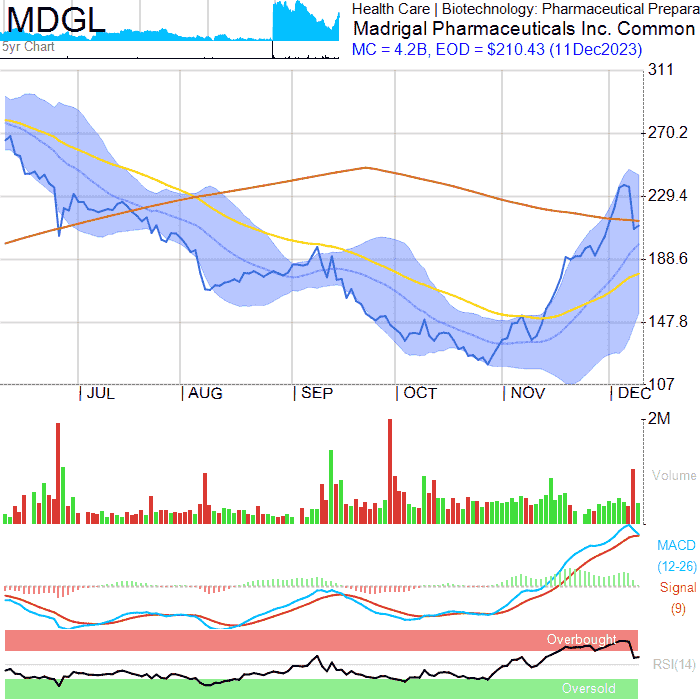 MDGL
5yr Chart
Health Care | Biotechnology: Pharmaceutical Prepara
Madrigal Pharmaceuticals Inc. Common
MC = 4.2B, EOD = $210.43 (11Dec2023)
311
270.2
229.4
188.6
147.8
107
JUL
AUG
SEP
OCT
NOV
DEC
2M
Volume
MACD
(12-26)
Signal
(9)
Overbought
RSI(14)
Oversold